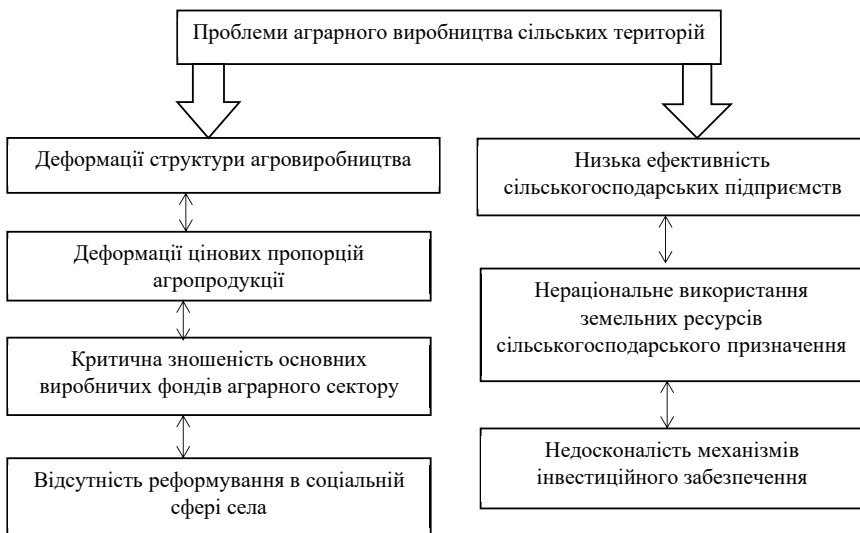 Проблеми аграрного виробництва сільських територій
Деформації структури агровиробництва
Деформації цінових пропорцій
агропродукції
Критична зношеність основних
виробничих фондів аграрного сектору
Відсутність реформування в соціальній
сфері села
Низька ефективність
сільськогосподарських підприємств
Нераціональне використання
земельних ресурсів
сільськогосподарського призначення
Недосконалість механізмів
інвестиційного забезпечення